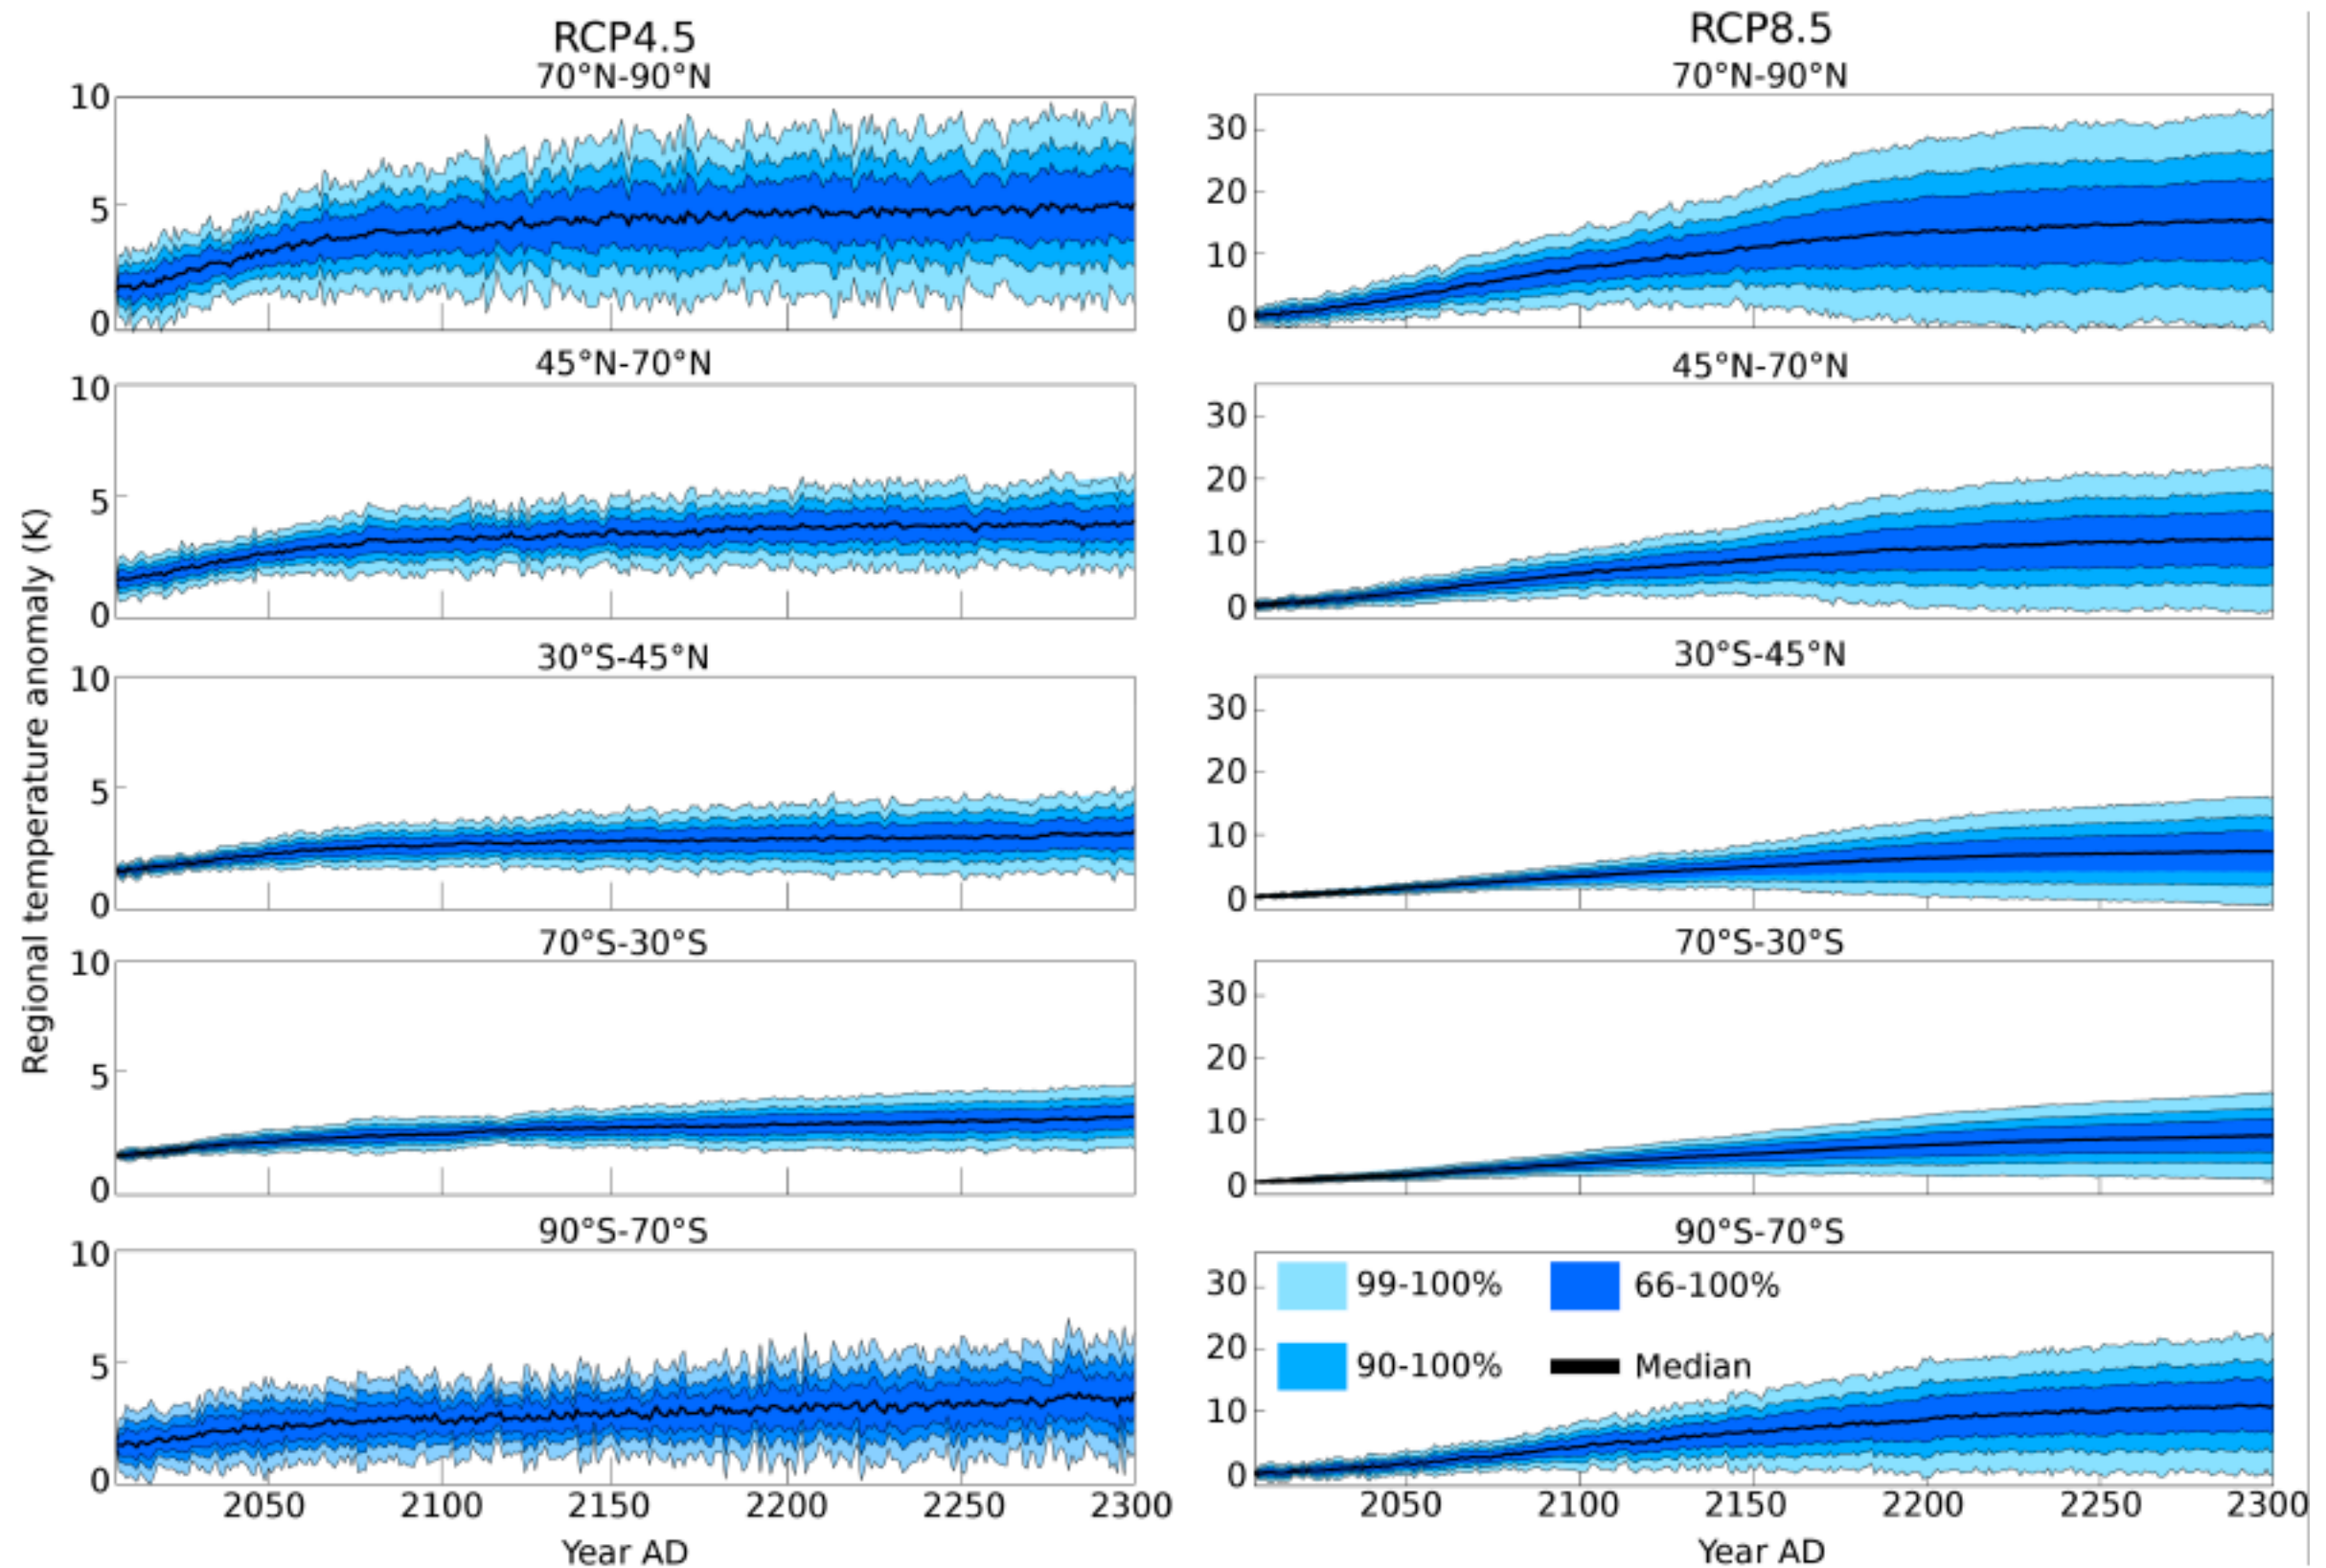 RCP4.5
70°N-90°N
10
5
0
45°N-70°N
10
5
0
30°S-45°N
10
5
0
70°S-30°S
10
5
0
90°S-70°S
10
5
0
2050 2100 2150 2200 2250 2300
Year AD
Regional temperature anomaly (K)
RCP8.5
70°N-90°N
30
20
10
0
45°N-70°N
30
20
10
0
30°S-45°N
30
20
10
0
70°S-30°S
30
20
10
0
90°S-70°S
30
20
10
0
99-100% 66-100%
90-100% Median
2050 2100 2150 2200 2250 2300
Year AD